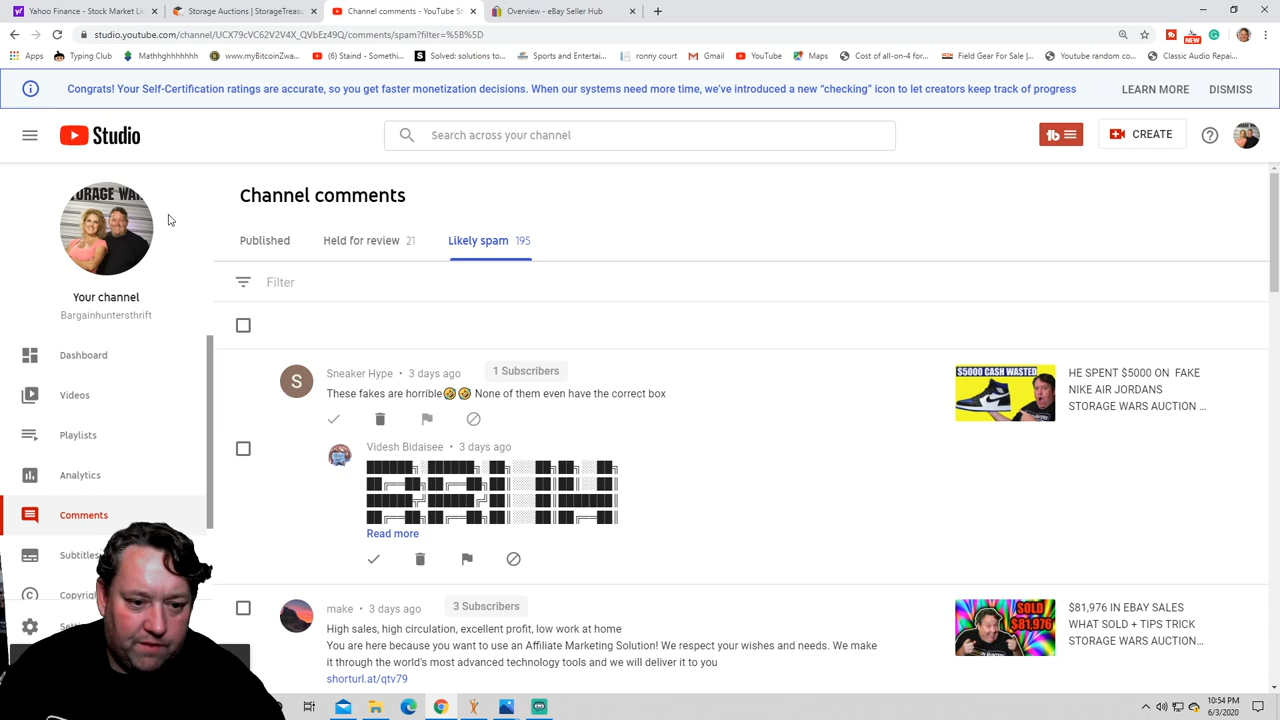 Yahoo Finance - Stock Market Liv
Storage Auctions | StorageTreasu
Channel comments - YouTube St
Overview - eBay Seller Hub
studio.youtube.com/channel/UCX79cVC62V2V4X_QVbEz49Q/comments/spam?filter=%5B%5D
Apps
Typing Club
Mathhghhhhhh
www.myBitcoinZwa...
(6) Staind - Somethi...
Solved: solutions to...
Sports and Entertai...
ronny court
Gmail
YouTube
Maps
Cost of all-on-4 for...
Field Gear For Sale |...
Youtube random co...
Classic Audio Repai...
NEW
Congrats! Your Self-Certification ratings are accurate, so you get faster monetization decisions. When our systems need more time, we've introduced a new "checking" icon to let creators keep track of progress
LEARN MORE
DISMISS
Studio
Search across your channel
CREATE
Channel comments
Published
Held for review 21
Likely spam 195
Filter
Your channel
Bargainhuntersthrift
Dashboard
Videos
Playlists
Analytics
Comments
Subtitles
Sneaker Hype • 3 days ago
1 Subscribers
These fakes are horrible🤣🤣 None of them even have the correct box
$5000 CASH WASTED
HE SPENT $5000 ON FAKE
NIKE AIR JORDANS
STORAGE WARS AUCTION ...
Videsh Bidaisee • 3 days ago
Read more
make • 3 days ago
3 Subscribers
High sales, high circulation, excellent profit, low work at home
You are here because you want to use an Affiliate Marketing Solution! We respect your wishes and needs. We make
it through the world's most advanced technology tools and we will deliver it to you
shorturl.at/qtv79
SOLD
$81,976
$81,976 IN EBAY SALES
WHAT SOLD + TIPS TRICK
STORAGE WARS AUCTION...
10:54 PM
6/3/2020